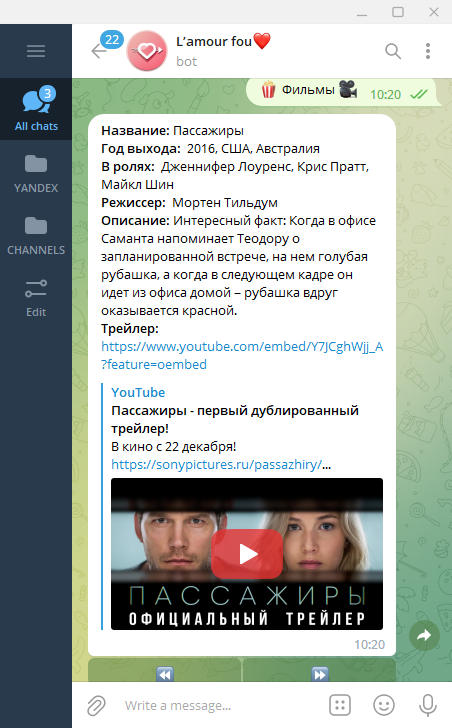 22
L’amour fou❤️
bot
3
All chats
YANDEX
CHANNELS
Edit
🍿 Фильмы 🎥
10:20
Название: Пассажиры
Год выхода: 2016, США, Австралия
В ролях: Дженнифер Лоуренс, Крис Пратт,
Майкл Шин
Режиссер: Мортен Тильдум
Описание: Интересный факт: Когда в офисе
Саманта напоминает Теодору о
запланированной встрече, на нем голубая
рубашка, а когда в следующем кадре он
идет из офиса домой – рубашка вдруг
оказывается красной.
Трейлер:
https://www.youtube.com/embed/Y7JCghWjj_A
?feature=oembed
YouTube
Пассажиры - первый дублированный
трейлер!
В кино с 22 декабря!
https://sonypictures.ru/passazhiry/...
ПАССАЖИРЫ
ОФИЦИАЛЬНЫЙ ТРЕЙЛЕР
10:20
Write a message...